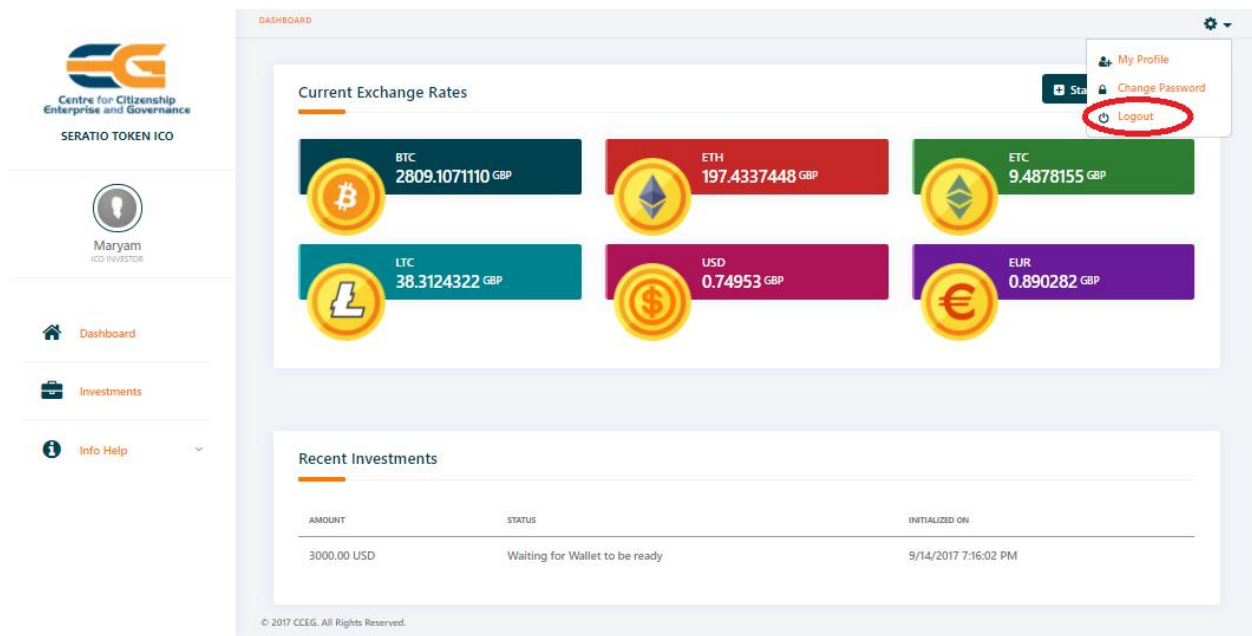 Centre for Citizenship
Enterprise and Governance
SERATIO TOKEN ICO
Maryam
ICO INVESTOR
Dashboard
Investments
Info Help
DASHBOARD
My Profile
Change Password
Logout
Current Exchange Rates
Sta
BTC
2809.1071110 GBP
ETH
197.4337448 GBP
ETC
9.4878155 GBP
LTC
38.3124322 GBP
USD
0.74953 GBP
EUR
0.890282 GBP
Recent Investments
AMOUNT STATUS INITIALIZED ON
3000.00 USD Waiting for Wallet to be ready 9/14/2017 7:16:02 PM
© 2017 CCEG. All Rights Reserved.